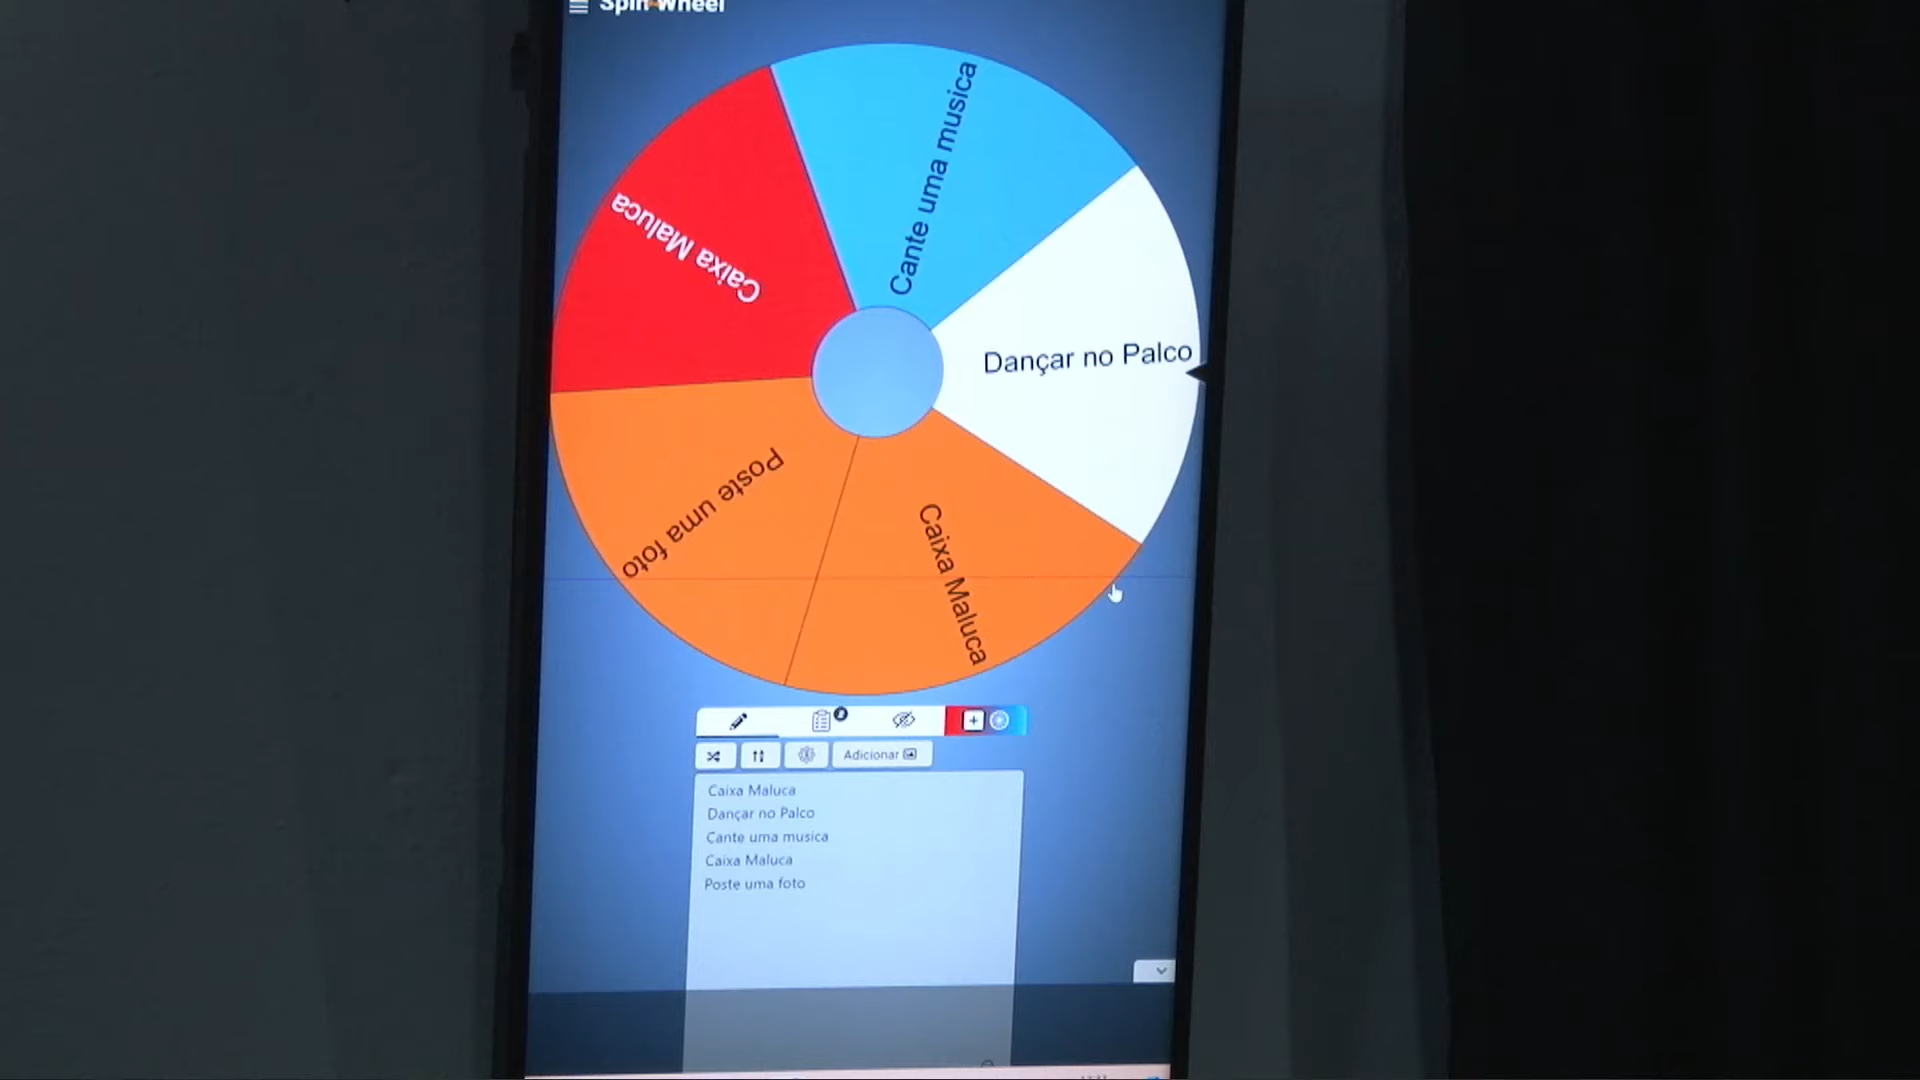 Spin Wheel
Cante uma musica
Caixa Maluca
Dançar no Palco
Poste uma foto
Caixa Maluca
Adicionar
Caixa Maluca
Dançar no Palco
Cante uma musica
Caixa Maluca
Poste uma foto